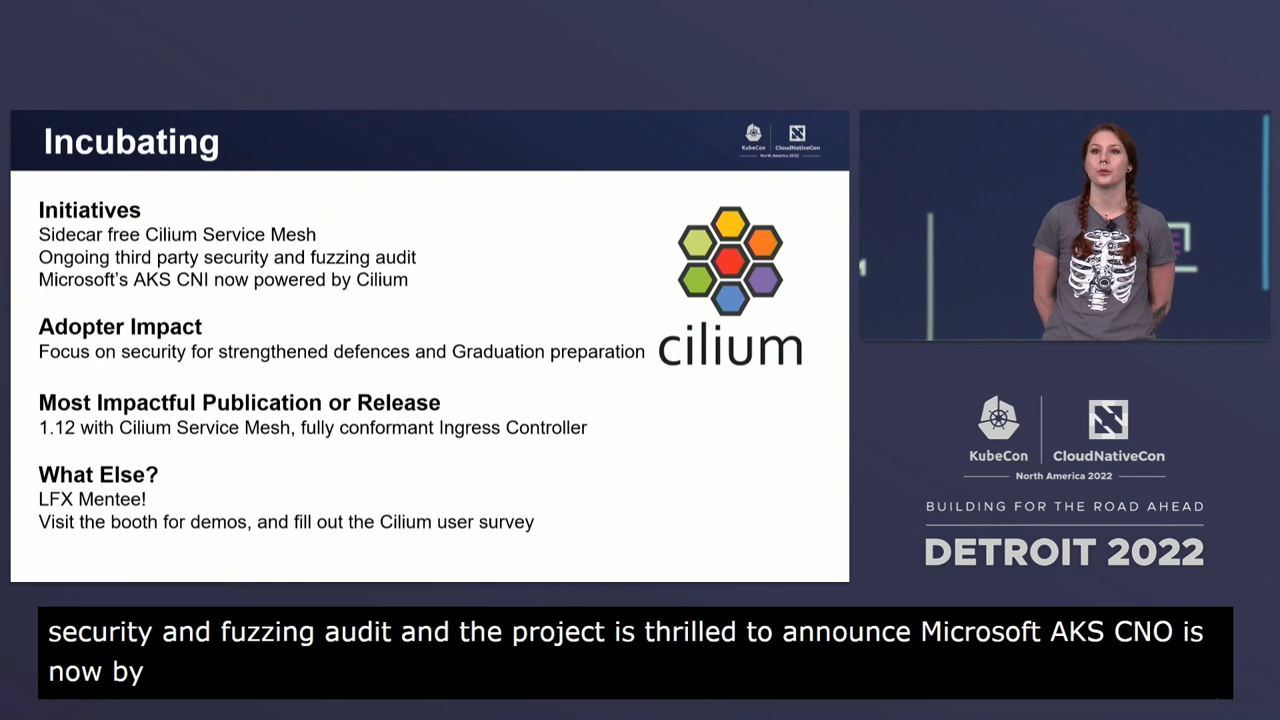 Incubating
KubeCon
CloudNativeCon
North America 2022
Initiatives
Sidecar free Cilium Service Mesh
Ongoing third party security and fuzzing audit
Microsoft's AKS CNI now powered by Cilium
Adopter Impact
Focus on security for strengthened defences and Graduation preparation
cilium
Most Impactful Publication or Release
1.12 with Cilium Service Mesh, fully conformant Ingress Controller
What Else?
LFX Mentee!
Visit the booth for demos, and fill out the Cilium user survey
KubeCon
CloudNativeCon
North America 2022
BUILDING FOR THE ROAD AHEAD
DETROIT 2022
security and fuzzing audit and the project is thrilled to announce Microsoft AKS CNO is
now by